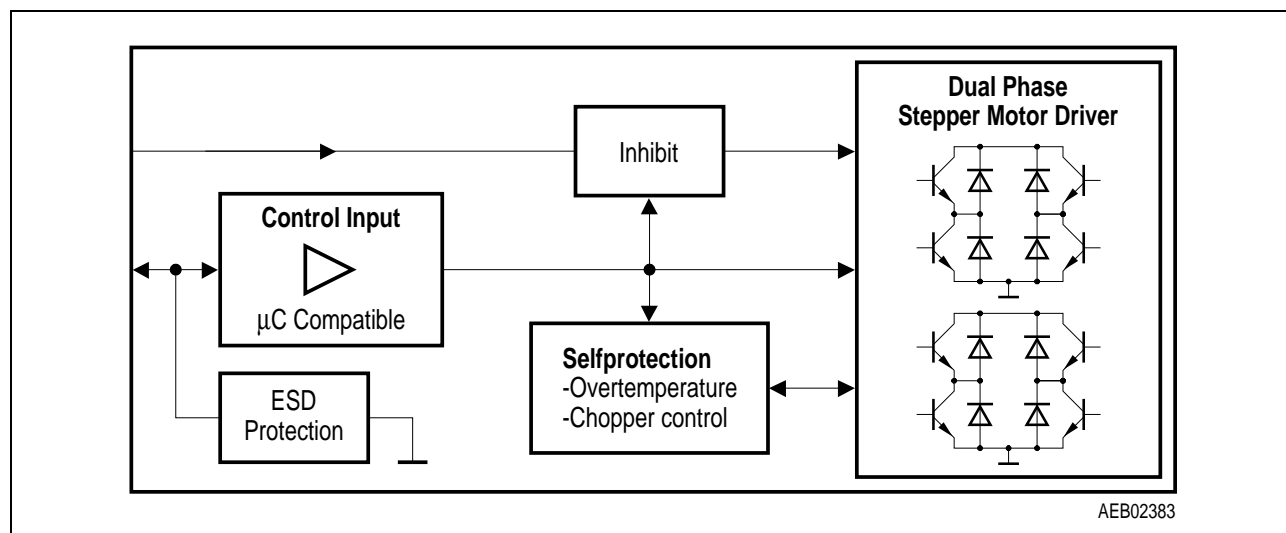 Dual Phase
Stepper Motor Driver
Inhibit
Control Input
μC Compatible
Selfprotection
-Overtemperature
-Chopper control
ESD
Protection
AEB02383